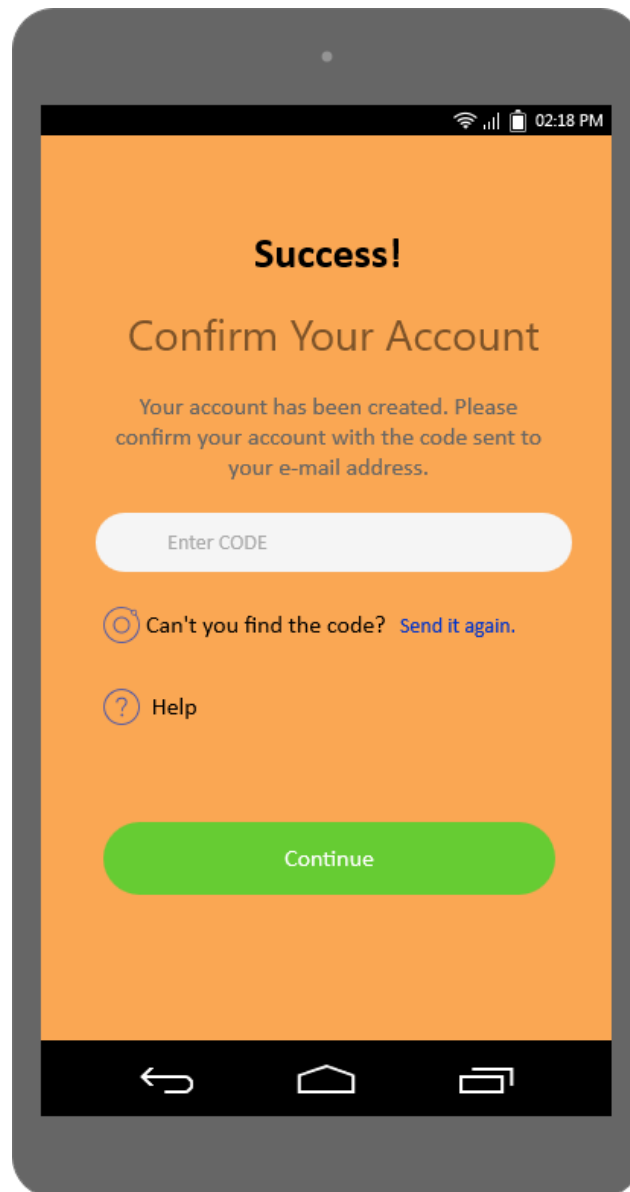 02:18 PM
Success!
Confirm Your Account
Your account has been created. Please
confirm your account with the code sent to
your e-mail address.
Enter CODE
Can't you find the code? Send it again.
? Help
Continue